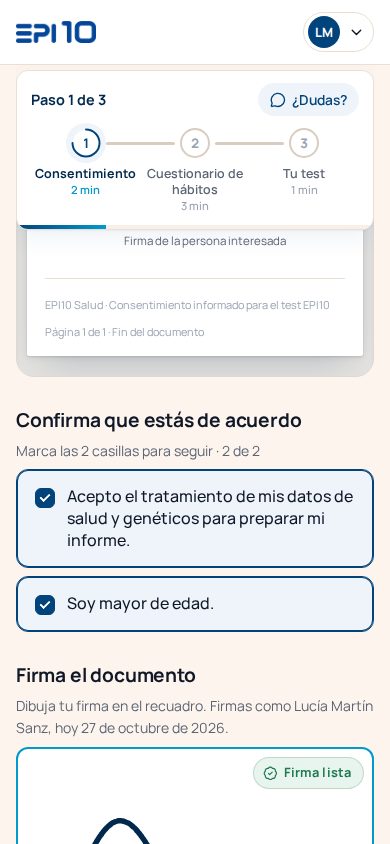 EPI10
LM
Paso 1 de 3
¿Dudas?
1
2
3
Consentimiento
2 min
Cuestionario de
hábitos
3 min
Tu test
1 min
Firma de la persona interesada
EPI10 Salud · Consentimiento informado para el test EPI10
Página 1 de 1 · Fin del documento
Confirma que estás de acuerdo
Marca las 2 casillas para seguir · 2 de 2
Acepto el tratamiento de mis datos de
salud y genéticos para preparar mi
informe.
Soy mayor de edad.
Firma el documento
Dibuja tu firma en el recuadro. Firmas como Lucía Martín
Sanz, hoy 27 de octubre de 2026.
Firma lista